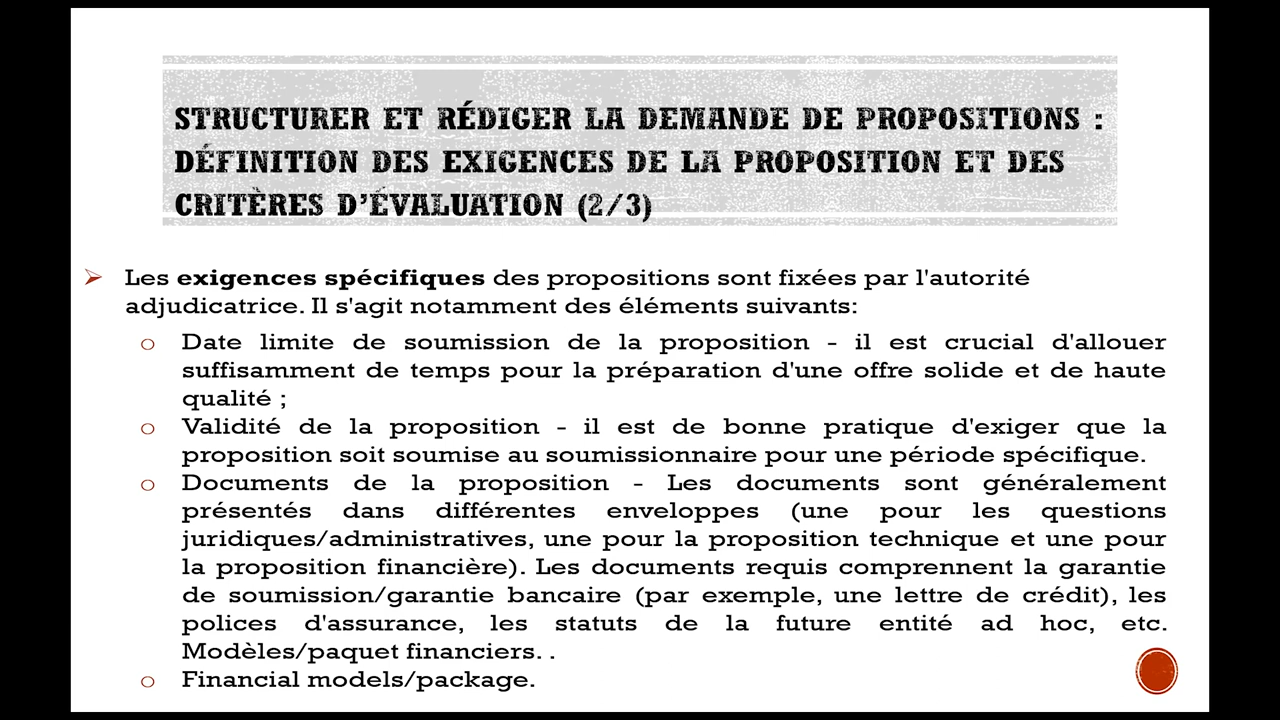 STRUCTURER ET RÉDIGER LA DEMANDE DE PROPOSITIONS :
DÉFINITION DES EXIGENCES DE LA PROPOSITION ET DES
CRITÈRES D'ÉVALUATION (2/3)
Les exigences spécifiques des propositions sont fixées par l'autorité
adjudicatrice. Il s'agit notamment des éléments suivants:
o Date limite de soumission de la proposition - il est crucial d'allouer
suffisamment de temps pour la préparation d'une offre solide et de haute
qualité ;
o Validité de la proposition - il est de bonne pratique d'exiger que la
proposition soit soumise au soumissionnaire pour une période spécifique.
o Documents de la proposition - Les documents sont généralement
présentés dans différentes enveloppes (une pour les questions
juridiques/administratives, une pour la proposition technique et une pour
la proposition financière). Les documents requis comprennent la garantie
de soumission/garantie bancaire (par exemple, une lettre de crédit), les
polices d'assurance, les statuts de la future entité ad hoc, etc.
Modèles/paquet financiers. .
o Financial models/package.